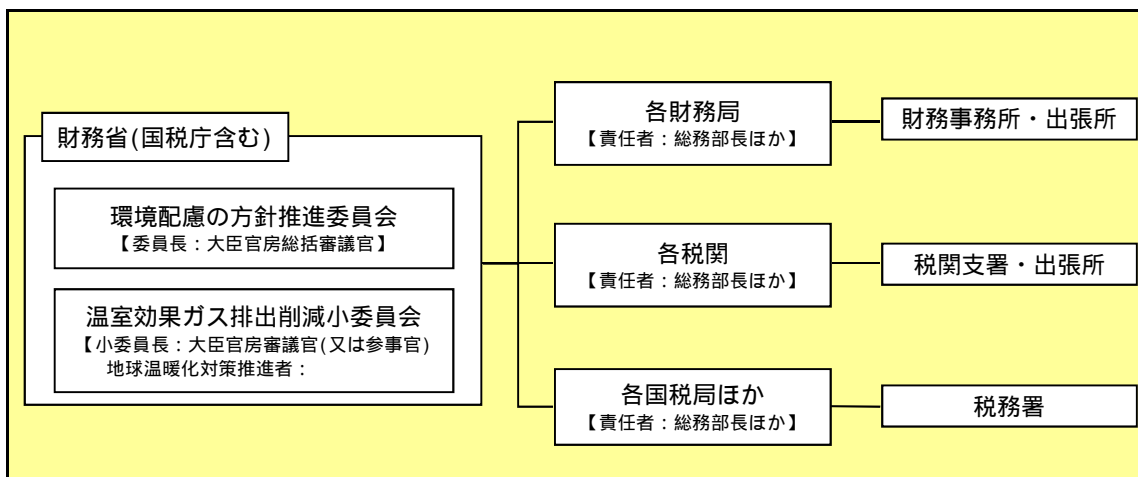 財務省(国税庁含む)
環境配慮の方針推進委員会
【委員長：大臣官房総括審議官】
温室効果ガス排出削減小委員会
【小委員長：大臣官房審議官(又は参事官)
地球温暖化対策推進者：
各財務局
【責任者：総務部長ほか】
財務事務所・出張所
各税関
【責任者：総務部長ほか】
税関支署・出張所
各国税局ほか
【責任者：総務部長ほか】
税務署